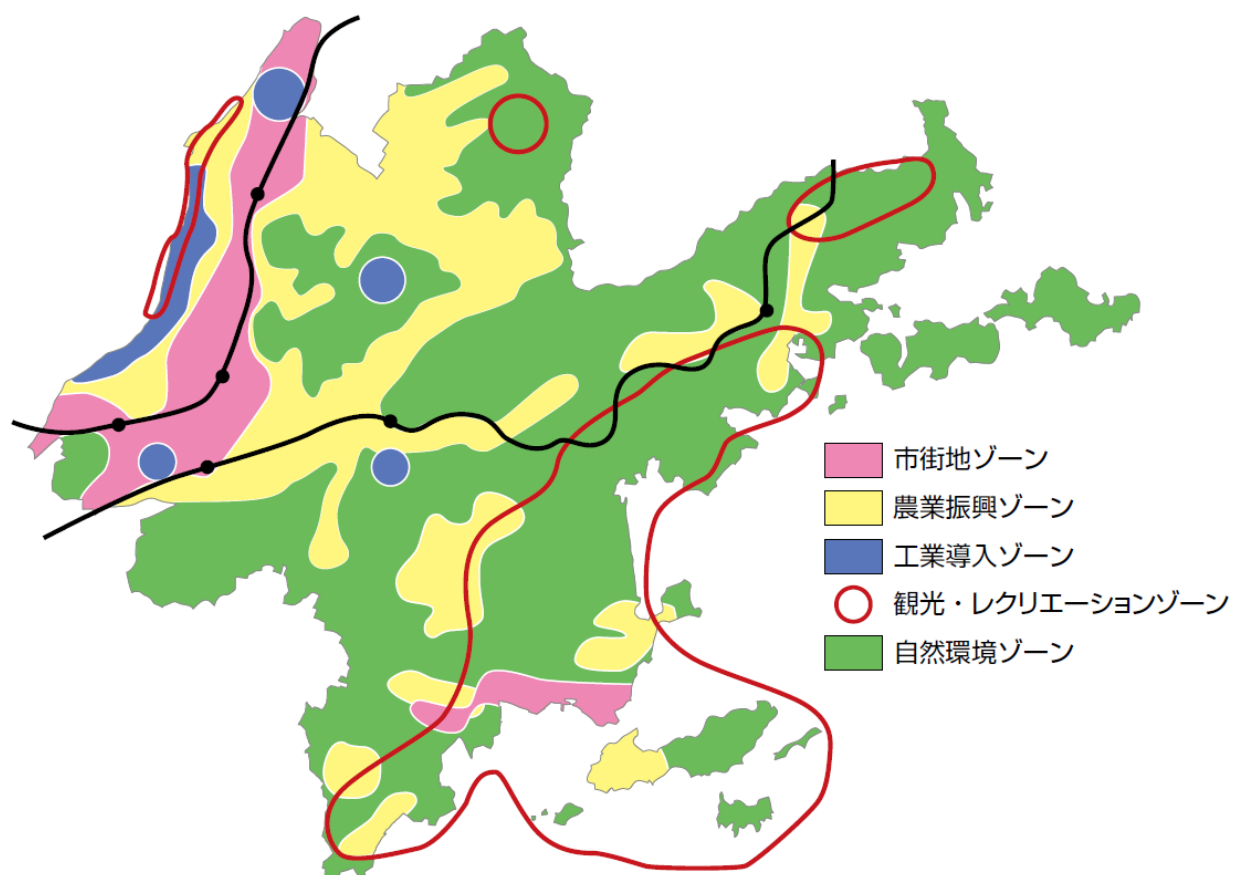 市街地ゾーン
農業振興ゾーン
工業導入ゾーン
観光・レクリエーションゾーン
自然環境ゾーン